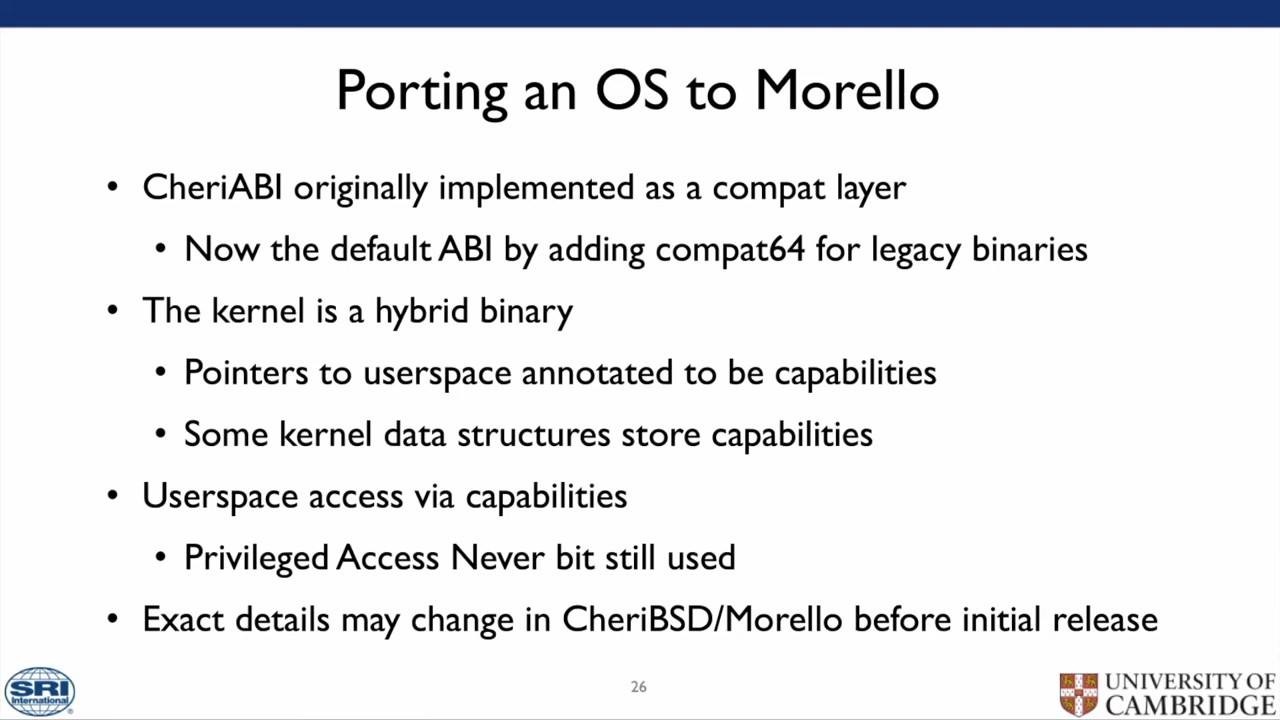 Porting an OS to Morello
• CheriABI originally implemented as a compat layer
• Now the default ABI by adding compat64 for legacy binaries
• The kernel is a hybrid binary
• Pointers to userspace annotated to be capabilities
• Some kernel data structures store capabilities
• Userspace access via capabilities
• Privileged Access Never bit still used
• Exact details may change in CheriBSD/Morello before initial release
SRI
International
26
UNIVERSITY OF
CAMBRIDGE